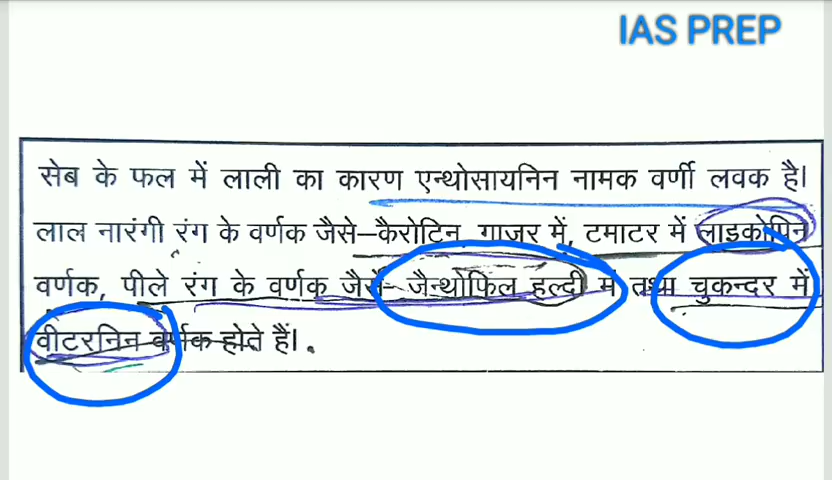 IAS PREP
सेब के फल में लाली का कारण एन्थोसायनिन नामक वर्णी लवक है।
लाल नारंगी रंग के वर्णक जैसे–कैरोटिन गाजर में, टमाटर में लाइकोपिन
वर्णक, पीले रंग के वर्णक जैसे– जैन्थोफिल हल्दी में तथा चुकन्दर में
वीटरनिन वर्णक होते हैं।